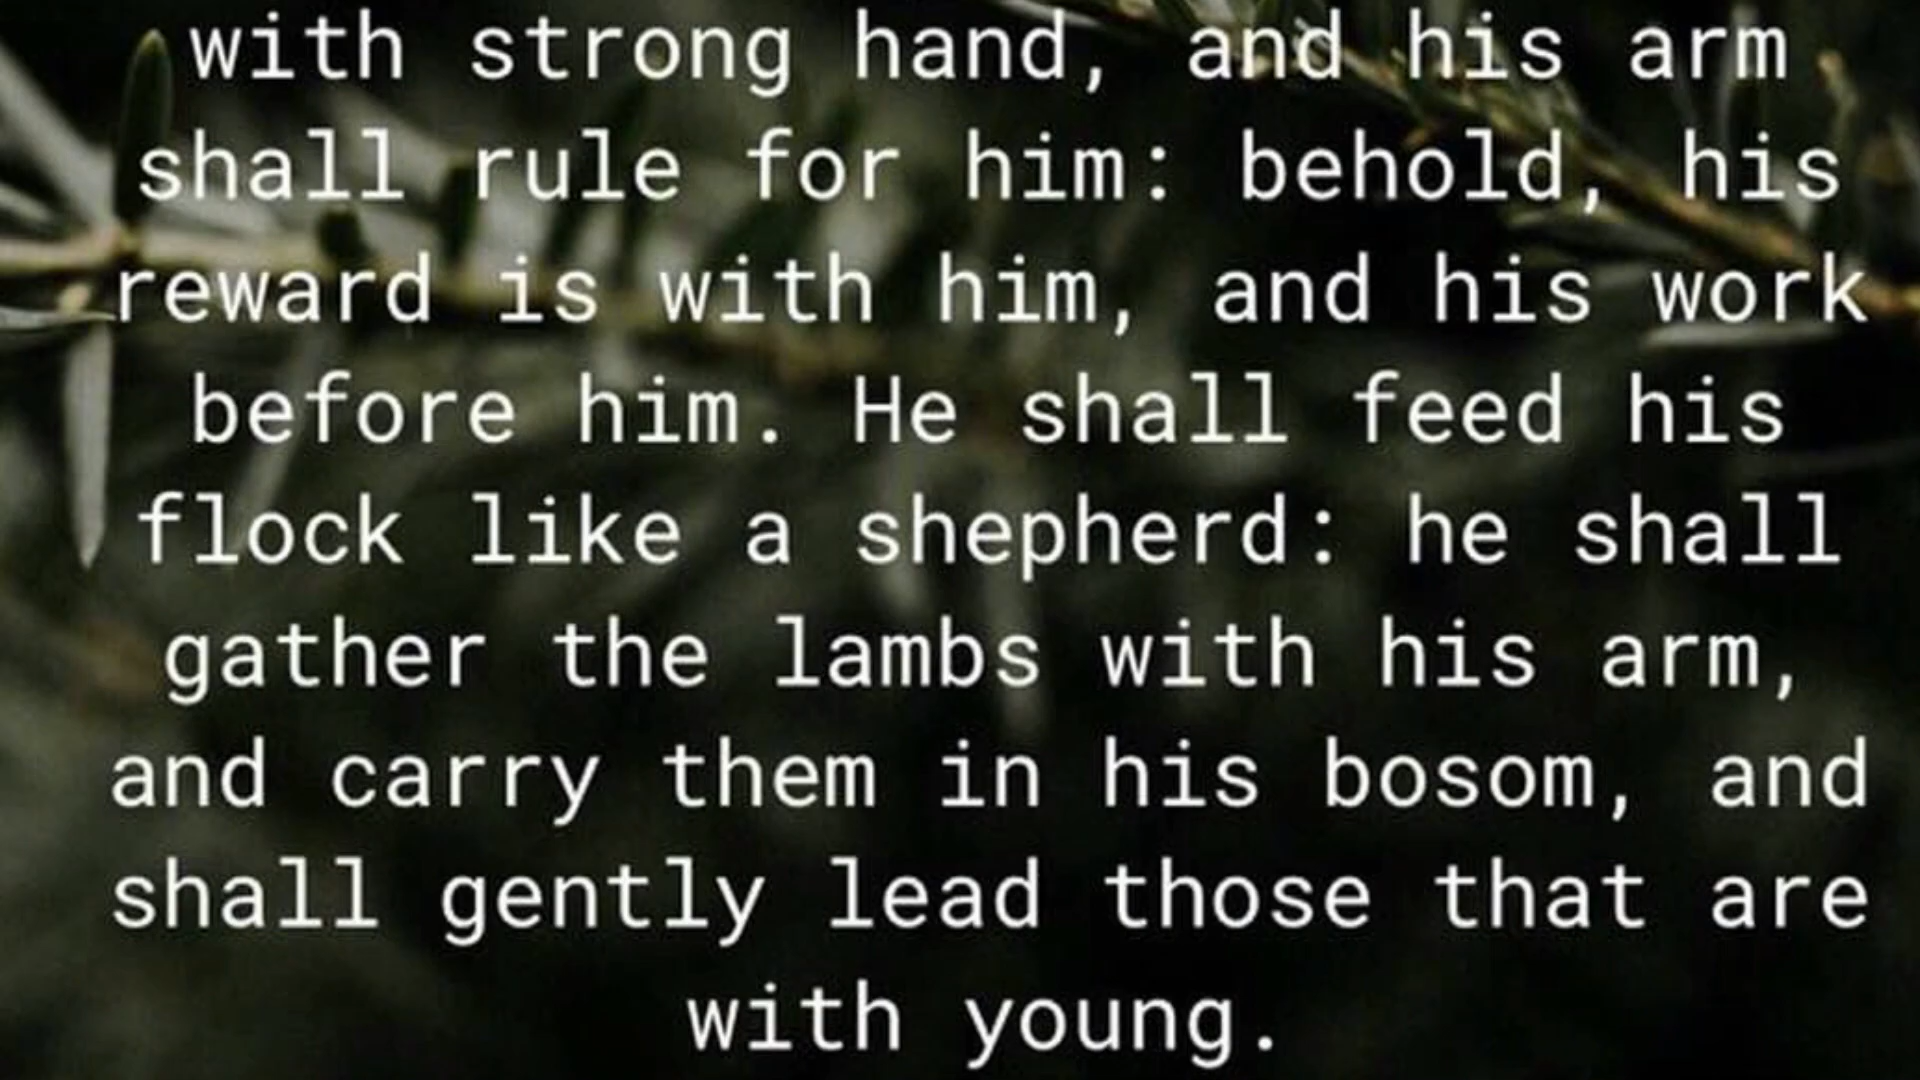 with strong hand, and his arm
shall rule for him: behold, his
reward is with him, and his work
before him. He shall feed his
flock like a shepherd: he shall
gather the lambs with his arm,
and carry them in his bosom, and
shall gently lead those that are
with young.